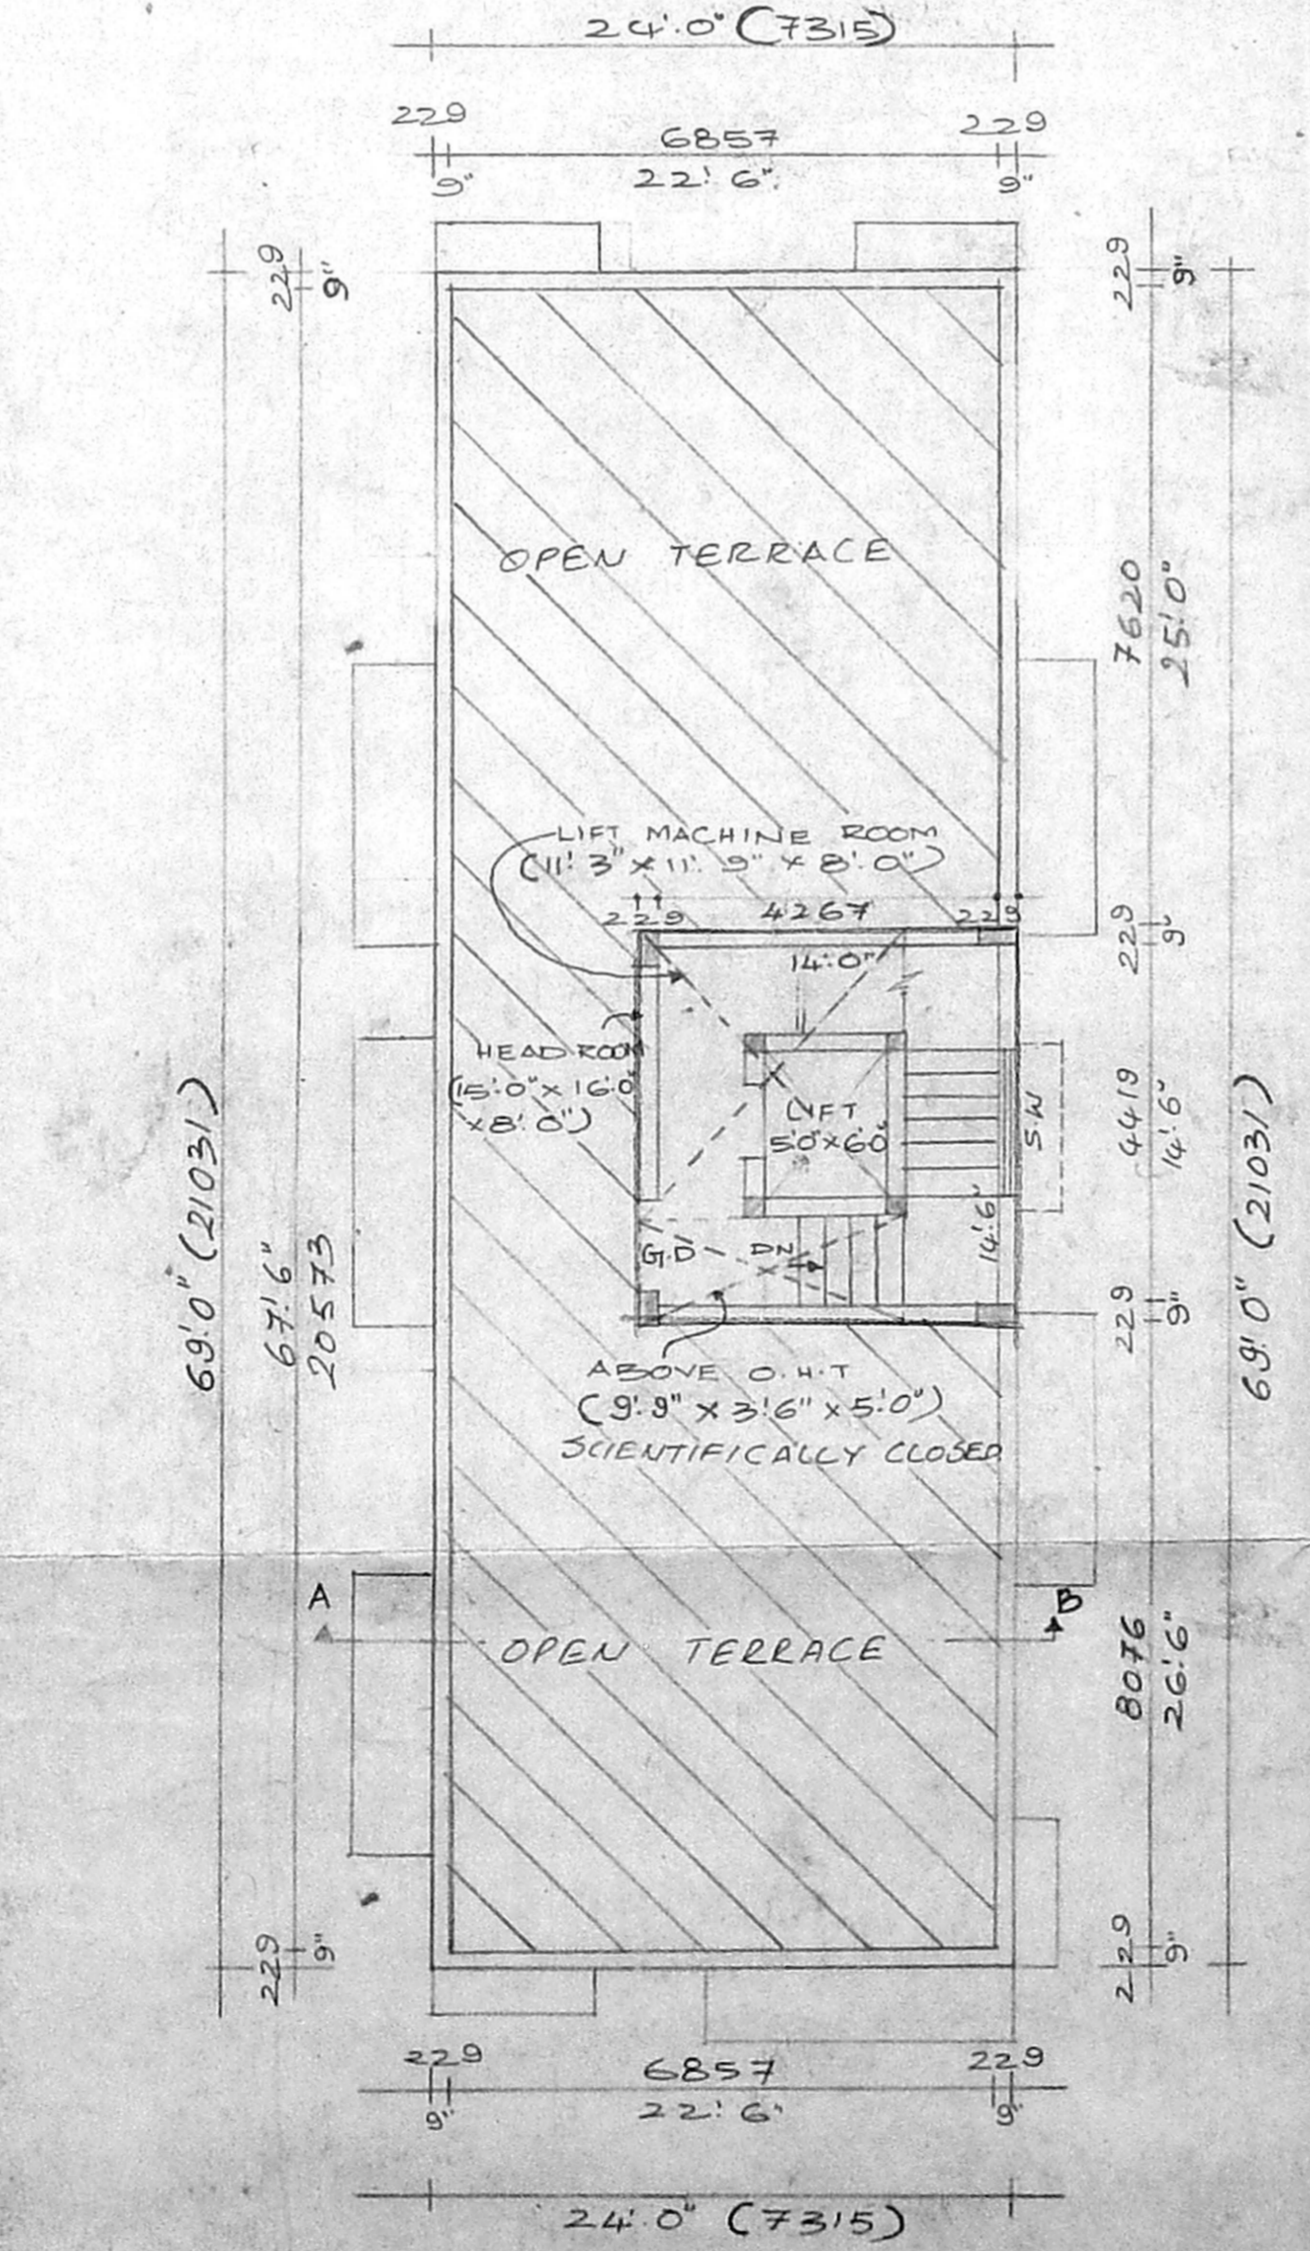 24'.0" (7315)
229 6857 229
9" 22'. 6". 9"
229
9"
229
9"
OPEN TERRACE
7620
25'.0"
LIFT MACHINE ROOM
(11'. 3" x 11'. 9" x 8'. 0")
229 4267 229
14'.0"
229
9"
HEAD ROOM
(15'.0" x 16'.0"
x 8'.0")
LIFT
5'.0" x 6'.0"
S.W
4419
14'.6"
14'.6"
69'.0" (21031)
67'.6"
20573
69'.0" (21031)
G.D DN
229
9"
ABOVE O.H.T
(9'.9" x 3'.6" x 5'.0")
SCIENTIFICALLY CLOSED
A B
OPEN TERRACE
8076
26'.6"
229
9"
229
9"
229 6857 229
9" 22'. 6" 9"
24'.0" (7315)